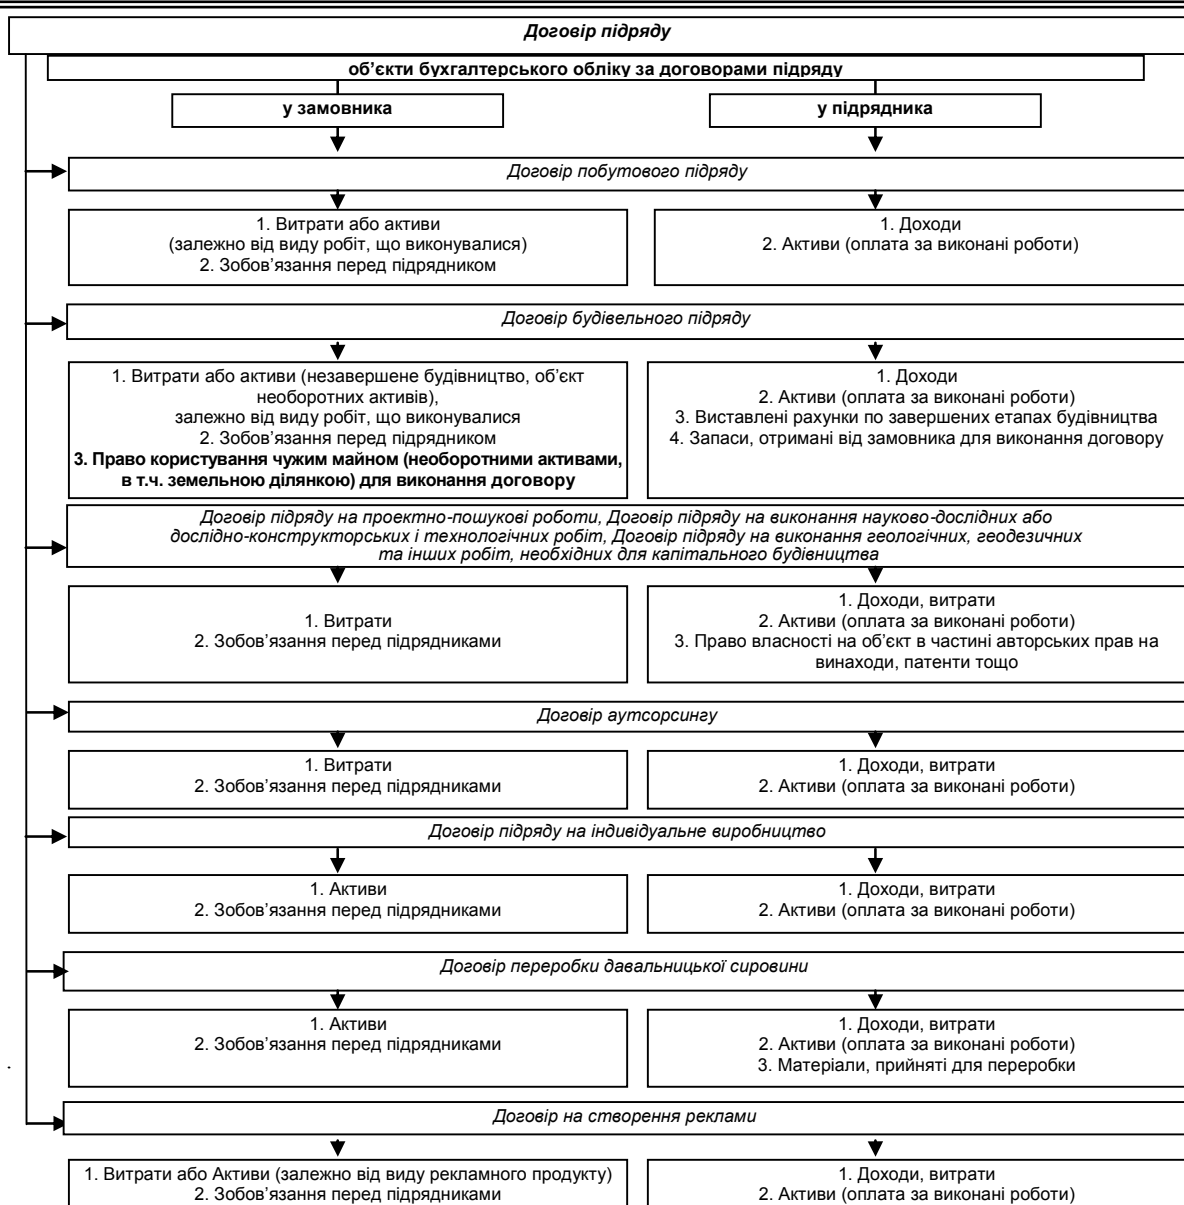 Договір підряду
об’єкти бухгалтерського обліку за договорами підряду
у замовника
у підрядника
Договір побутового підряду
1. Витрати або активи
(залежно від виду робіт, що виконувалися)
2. Зобов’язання перед підрядником
1. Доходи
2. Активи (оплата за виконані роботи)
Договір будівельного підряду
1. Витрати або активи (незавершене будівництво, об’єкт
необоротних активів),
залежно від виду робіт, що виконувалися
2. Зобов’язання перед підрядником
3. Право користування чужим майном (необоротними активами,
в т.ч. земельною ділянкою) для виконання договору
1. Доходи
2. Активи (оплата за виконані роботи)
3. Виставлені рахунки по завершених етапах будівництва
4. Запаси, отримані від замовника для виконання договору
Договір підряду на проектно-пошукові роботи, Договір підряду на виконання науково-дослідних або
дослідно-конструкторських і технологічних робіт, Договір підряду на виконання геологічних, геодезичних
та інших робіт, необхідних для капітального будівництва
1. Витрати
2. Зобов’язання перед підрядниками
1. Доходи, витрати
2. Активи (оплата за виконані роботи)
3. Право власності на об’єкт в частині авторських прав на
винаходи, патенти тощо
Договір аутсорсингу
1. Витрати
2. Зобов’язання перед підрядниками
1. Доходи, витрати
2. Активи (оплата за виконані роботи)
Договір підряду на індивідуальне виробництво
1. Активи
2. Зобов’язання перед підрядниками
1. Доходи, витрати
2. Активи (оплата за виконані роботи)
Договір переробки давальницької сировини
1. Активи
2. Зобов’язання перед підрядниками
1. Доходи, витрати
2. Активи (оплата за виконані роботи)
3. Матеріали, прийняті для переробки
Договір на створення реклами
1. Витрати або Активи (залежно від виду рекламного продукту)
2. Зобов’язання перед підрядниками
1. Доходи, витрати
2. Активи (оплата за виконані роботи)